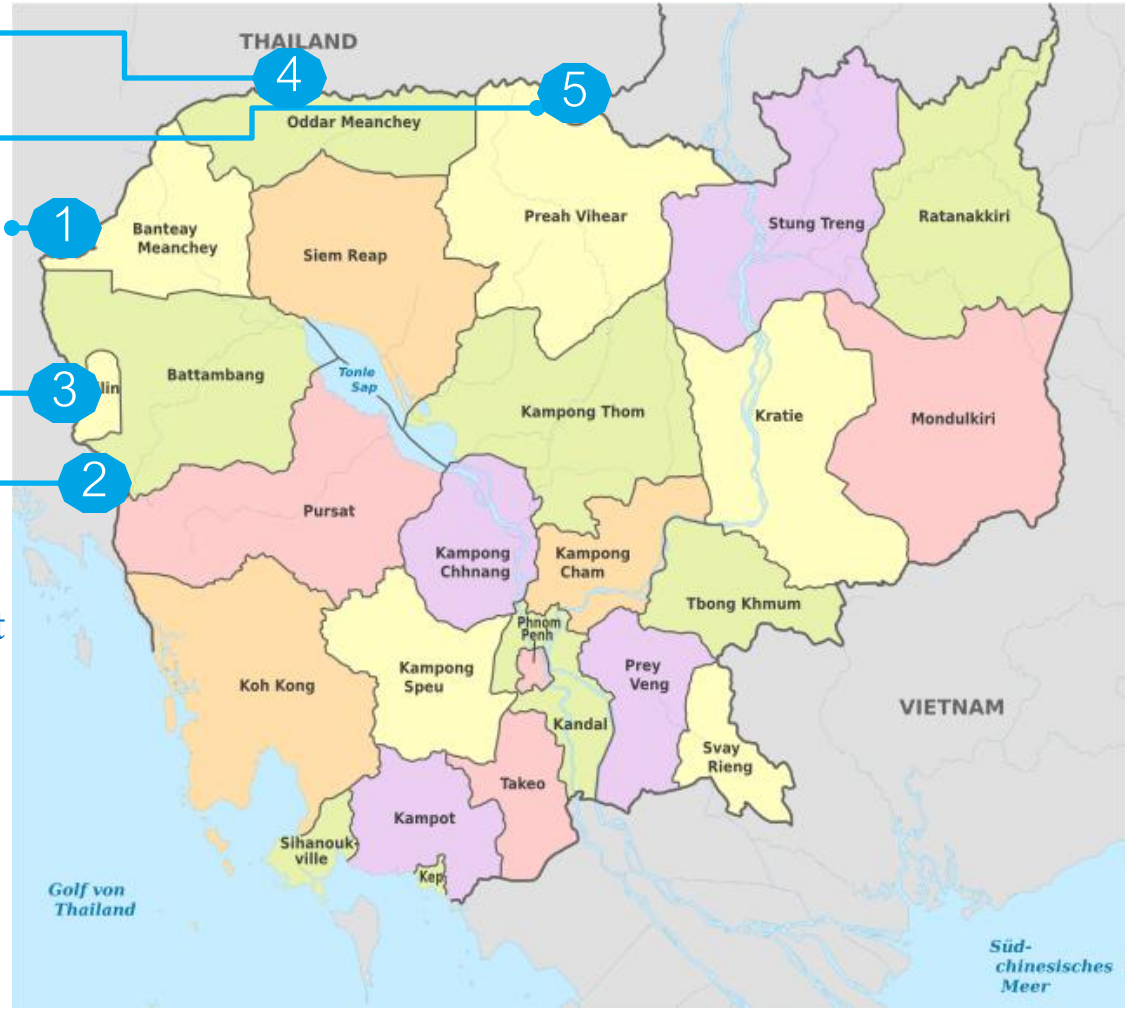 THAILAND
4
5
Oddar Meanchey
1
Banteay
Meanchey
Siem Reap
Preah Vihear
Stung Treng
Ratanakkiri
3
lin
Battambang
Tonle
Sap
Kampong Thom
Kratie
Mondulkiri
2
Pursat
Kampong
Chhnang
Kampong
Cham
Tbong Khmum
t
Phnom
Penh
Koh Kong
Kampong
Speu
Prey
Veng
Kandal
VIETNAM
Svay
Rieng
Takeo
Kampot
Sihanouk-
ville
Kep
Golf von
Thailand
Süd-
chinesisches
Meer